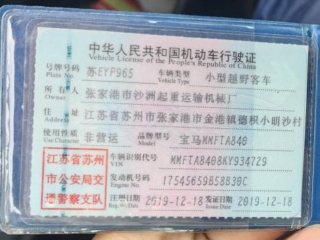 中华人民共和国机动车行驶证
Vehicle License of the People's Republic of China
号牌号码 苏EYP965 车辆类型 小型越野客车
Plate No. Vehicle Type
所有人 张家港市沙洲起重运输机械厂
Owner
住址 江苏省苏州市张家港市金港镇德积小明沙村
Address
使用性质 非营运 品牌型号 宝马MMFTA840
Use Character Model
江苏省苏州 车辆识别代号 MMFTA8408KY934729
VIN
市公安局交 发动机号码 17545659B58B30C
Engine No.
通警察支队 注册日期 2019-12-18 发证日期 2019-12-18
Register Date Issue Date